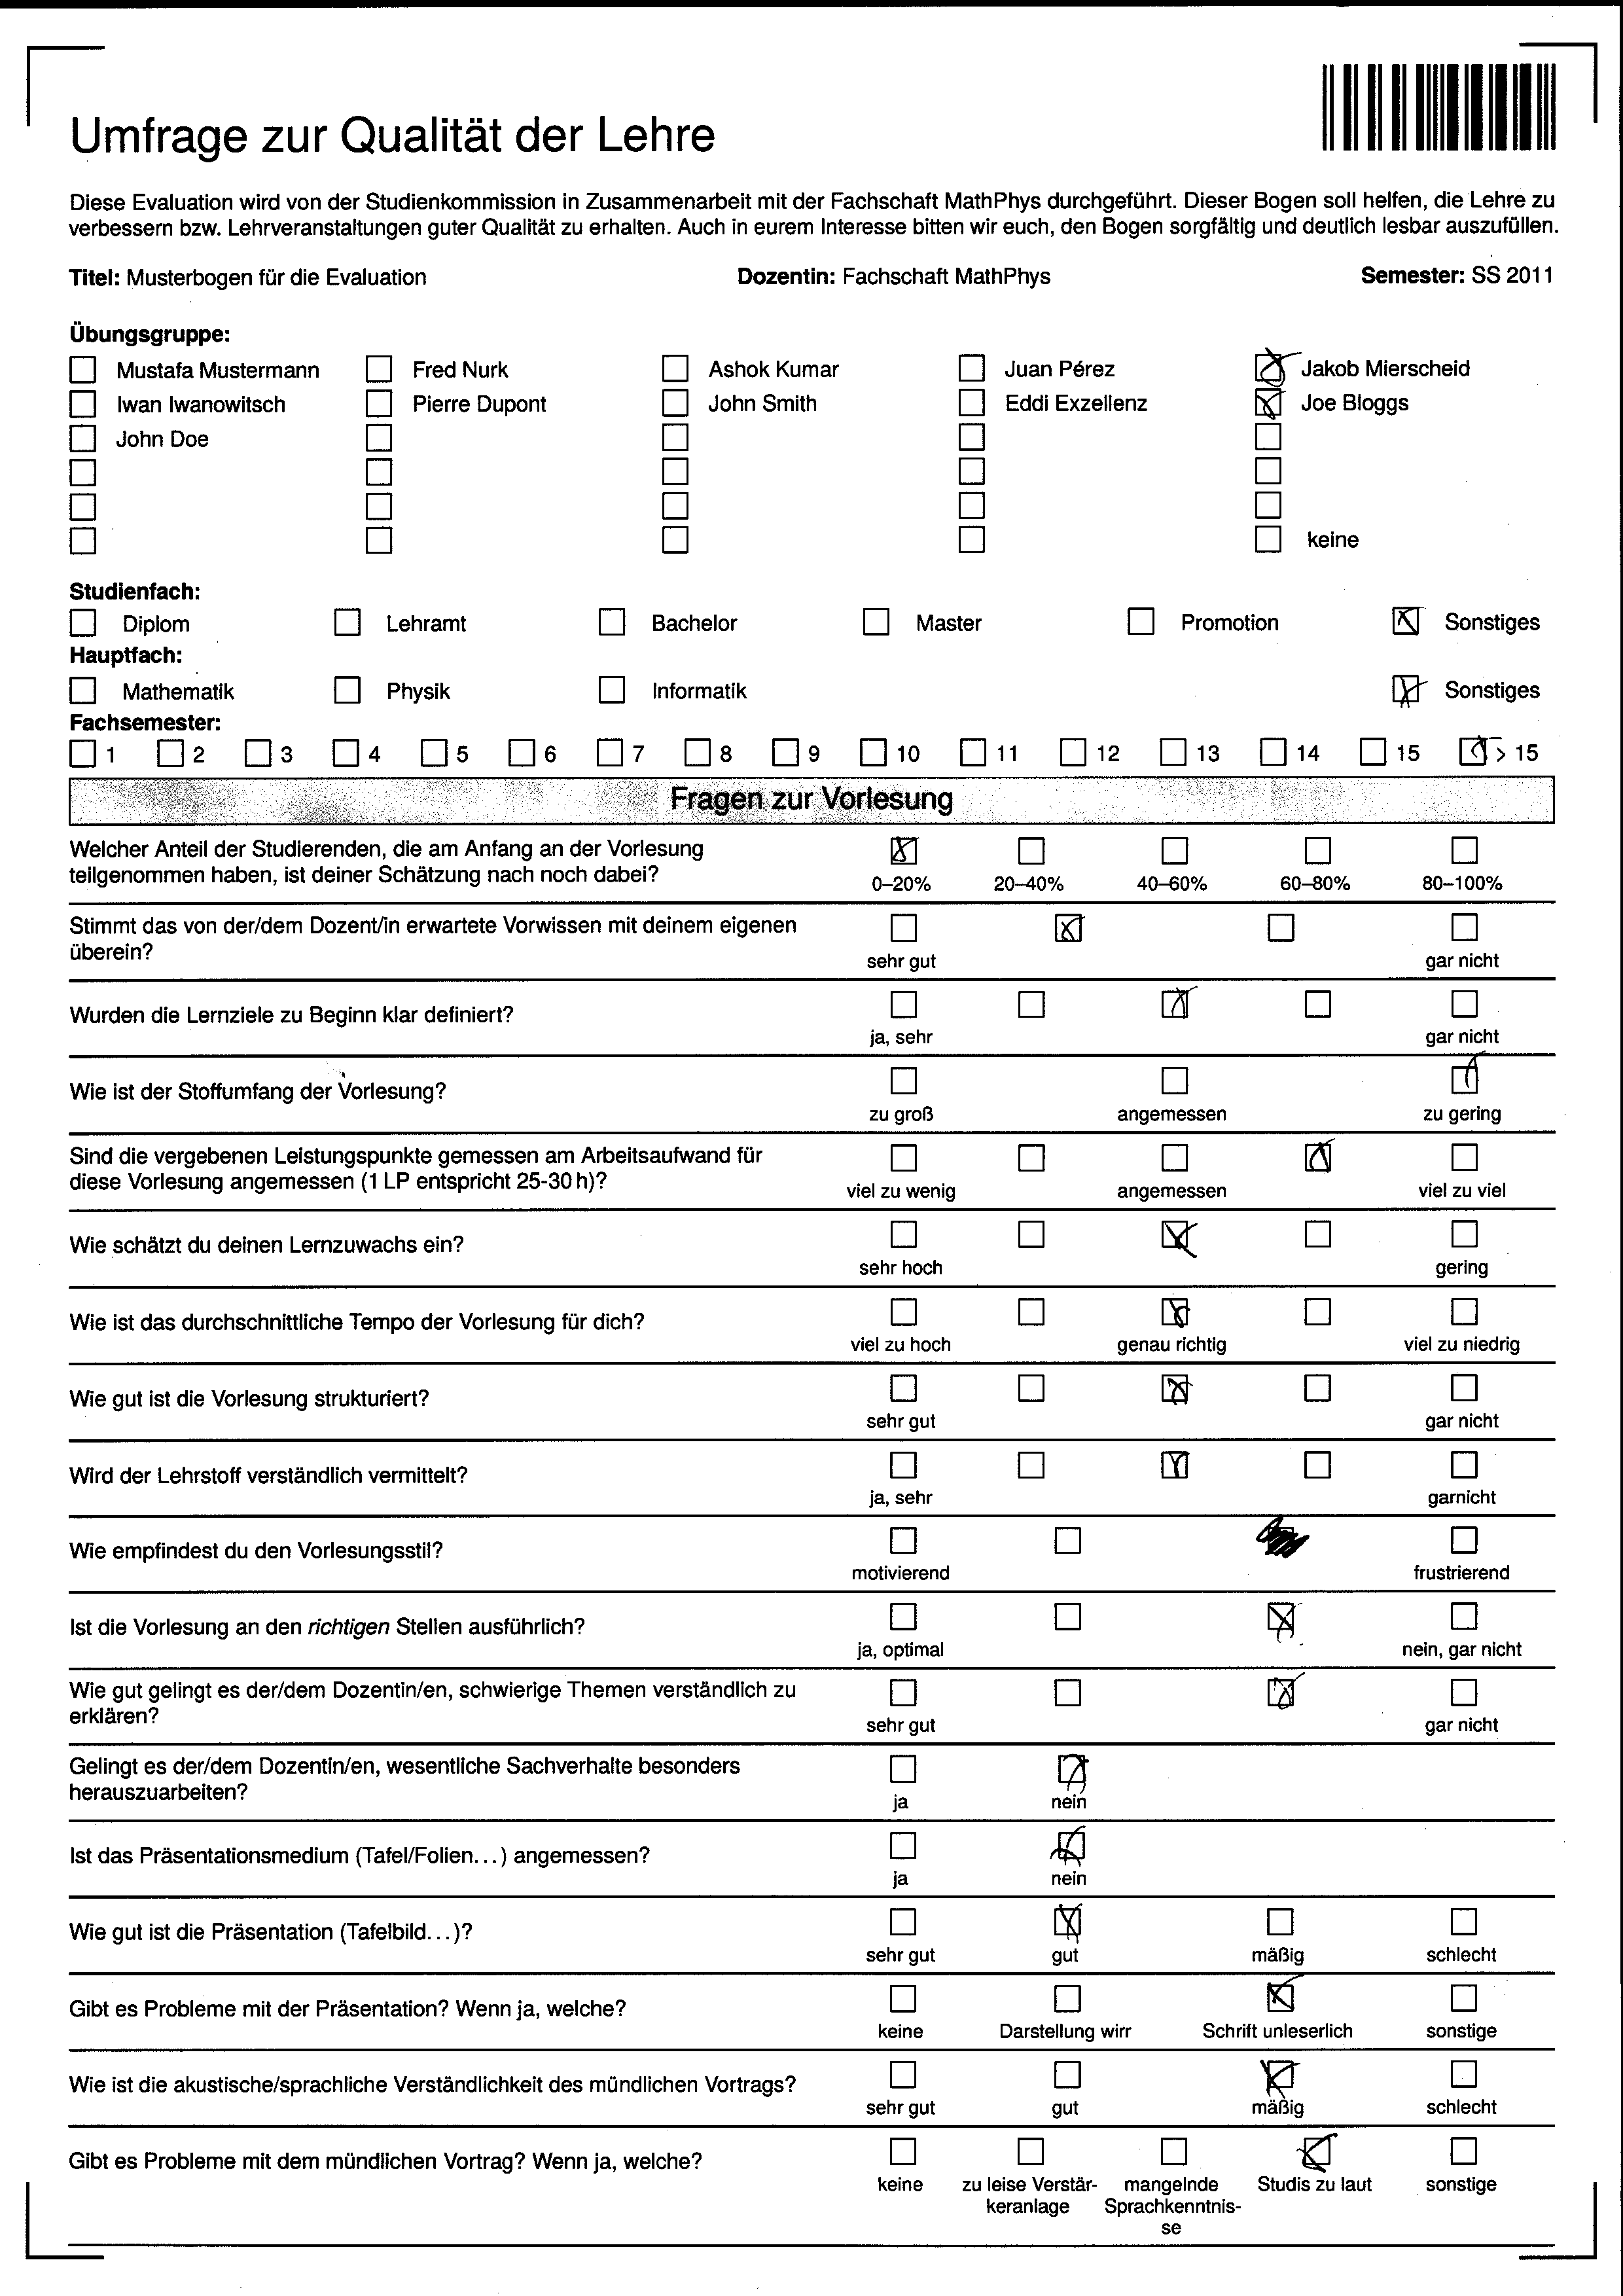 Umfrage zur Qualität der Lehre
Diese Evaluation wird von der Studienkommission in Zusammenarbeit mit der Fachschaft MathPhys durchgeführt. Dieser Bogen soll helfen, die Lehre zu
verbessern bzw. Lehrveranstaltungen guter Qualität zu erhalten. Auch in eurem Interesse bitten wir euch, den Bogen sorgfältig und deutlich lesbar auszufüllen.
Titel: Musterbogen für die Evaluation Dozentin: Fachschaft MathPhys Semester: SS 2011
Übungsgruppe:
Mustafa Mustermann Fred Nurk Ashok Kumar Juan Pérez Jakob Mierscheid
Iwan Iwanowitsch Pierre Dupont John Smith Eddi Exzellenz Joe Bloggs
John Doe
keine
Studienfach:
Diplom Lehramt Bachelor Master Promotion Sonstiges
Hauptfach:
Mathematik Physik Informatik Sonstiges
Fachsemester:
1 2 3 4 5 6 7 8 9 10 11 12 13 14 15 > 15
Fragen zur Vorlesung
Welcher Anteil der Studierenden, die am Anfang an der Vorlesung
teilgenommen haben, ist deiner Schätzung nach noch dabei?
0–20% 20–40% 40–60% 60–80% 80–100%
Stimmt das von der/dem Dozent/in erwartete Vorwissen mit deinem eigenen
überein?
sehr gut gar nicht
Wurden die Lernziele zu Beginn klar definiert?
ja, sehr gar nicht
Wie ist der Stoffumfang der Vorlesung?
zu groß angemessen zu gering
Sind die vergebenen Leistungspunkte gemessen am Arbeitsaufwand für
diese Vorlesung angemessen (1 LP entspricht 25-30 h)?
viel zu wenig angemessen viel zu viel
Wie schätzt du deinen Lernzuwachs ein?
sehr hoch gering
Wie ist das durchschnittliche Tempo der Vorlesung für dich?
viel zu hoch genau richtig viel zu niedrig
Wie gut ist die Vorlesung strukturiert?
sehr gut gar nicht
Wird der Lehrstoff verständlich vermittelt?
ja, sehr garnicht
Wie empfindest du den Vorlesungsstil?
motivierend frustrierend
Ist die Vorlesung an den richtigen Stellen ausführlich?
ja, optimal nein, gar nicht
Wie gut gelingt es der/dem Dozentin/en, schwierige Themen verständlich zu
erklären?
sehr gut gar nicht
Gelingt es der/dem Dozentin/en, wesentliche Sachverhalte besonders
herauszuarbeiten?
ja nein
Ist das Präsentationsmedium (Tafel/Folien...) angemessen?
ja nein
Wie gut ist die Präsentation (Tafelbild...)?
sehr gut gut mäßig schlecht
Gibt es Probleme mit der Präsentation? Wenn ja, welche?
keine Darstellung wirr Schrift unleserlich sonstige
Wie ist die akustische/sprachliche Verständlichkeit des mündlichen Vortrags?
sehr gut gut mäßig schlecht
Gibt es Probleme mit dem mündlichen Vortrag? Wenn ja, welche?
keine zu leise Verstär- mangelnde Studis zu laut sonstige
keranlage Sprachkenntnis-
se